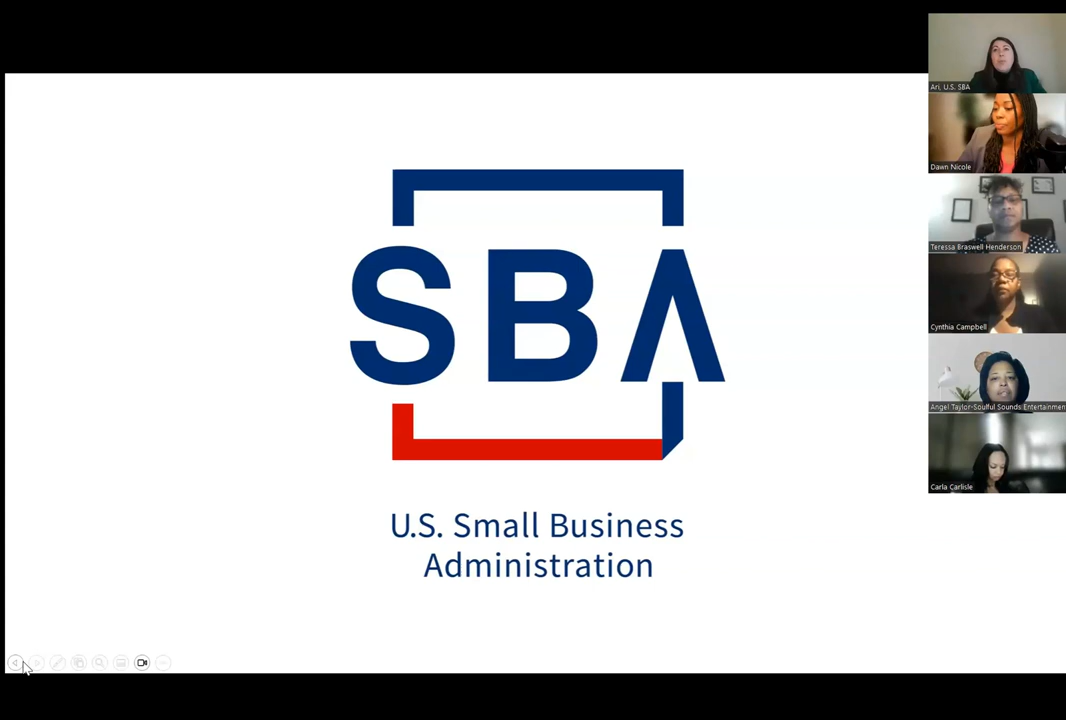 SBA
U.S. Small Business
Administration
Ari, U.S. SBA
Dawn Nicole
Teressa Braswell Henderson
Cynthia Campbell
Angel Taylor-Soulful Sounds Entertainmen
Carla Carlisle